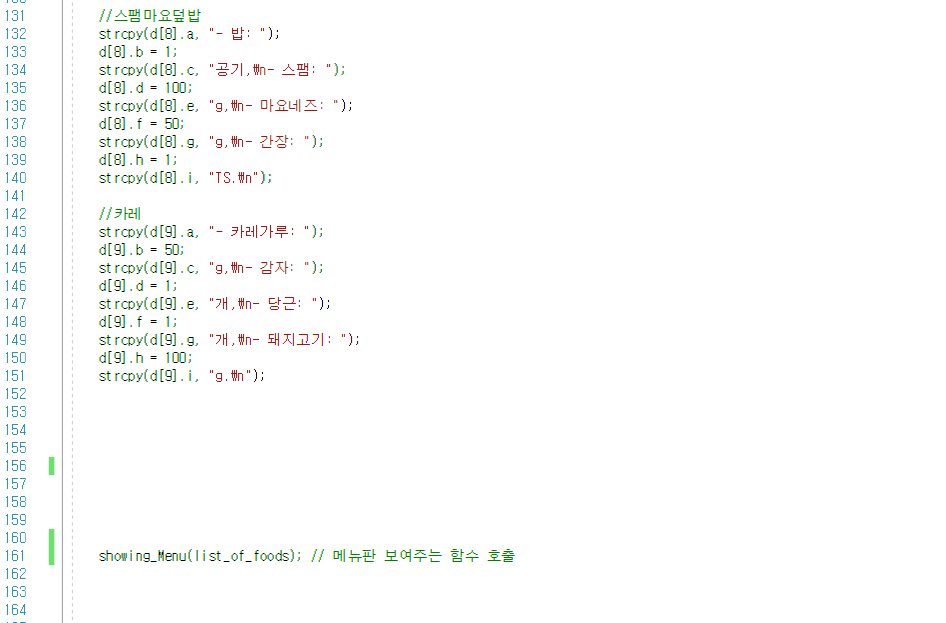 131 //스팸마요덮밥
132 strcpy(d[8].a, "- 밥: ");
133 d[8].b = 1;
134 strcpy(d[8].c, "공기,₩n- 스팸: ");
135 d[8].d = 100;
136 strcpy(d[8].e, "g,₩n- 마요네즈: ");
137 d[8].f = 50;
138 strcpy(d[8].g, "g,₩n- 간장: ");
139 d[8].h = 1;
140 strcpy(d[8].i, "TS.₩n");
141
142 //카레
143 strcpy(d[9].a, "- 카레가루: ");
144 d[9].b = 50;
145 strcpy(d[9].c, "g,₩n- 감자: ");
146 d[9].d = 1;
147 strcpy(d[9].e, "개,₩n- 당근: ");
148 d[9].f = 1;
149 strcpy(d[9].g, "개,₩n- 돼지고기: ");
150 d[9].h = 100;
151 strcpy(d[9].i, "g.₩n");
152
153
154
155
156
157
158
159
160
161 showing_Menu(list_of_foods); // 메뉴판 보여주는 함수 호출
162
163
164